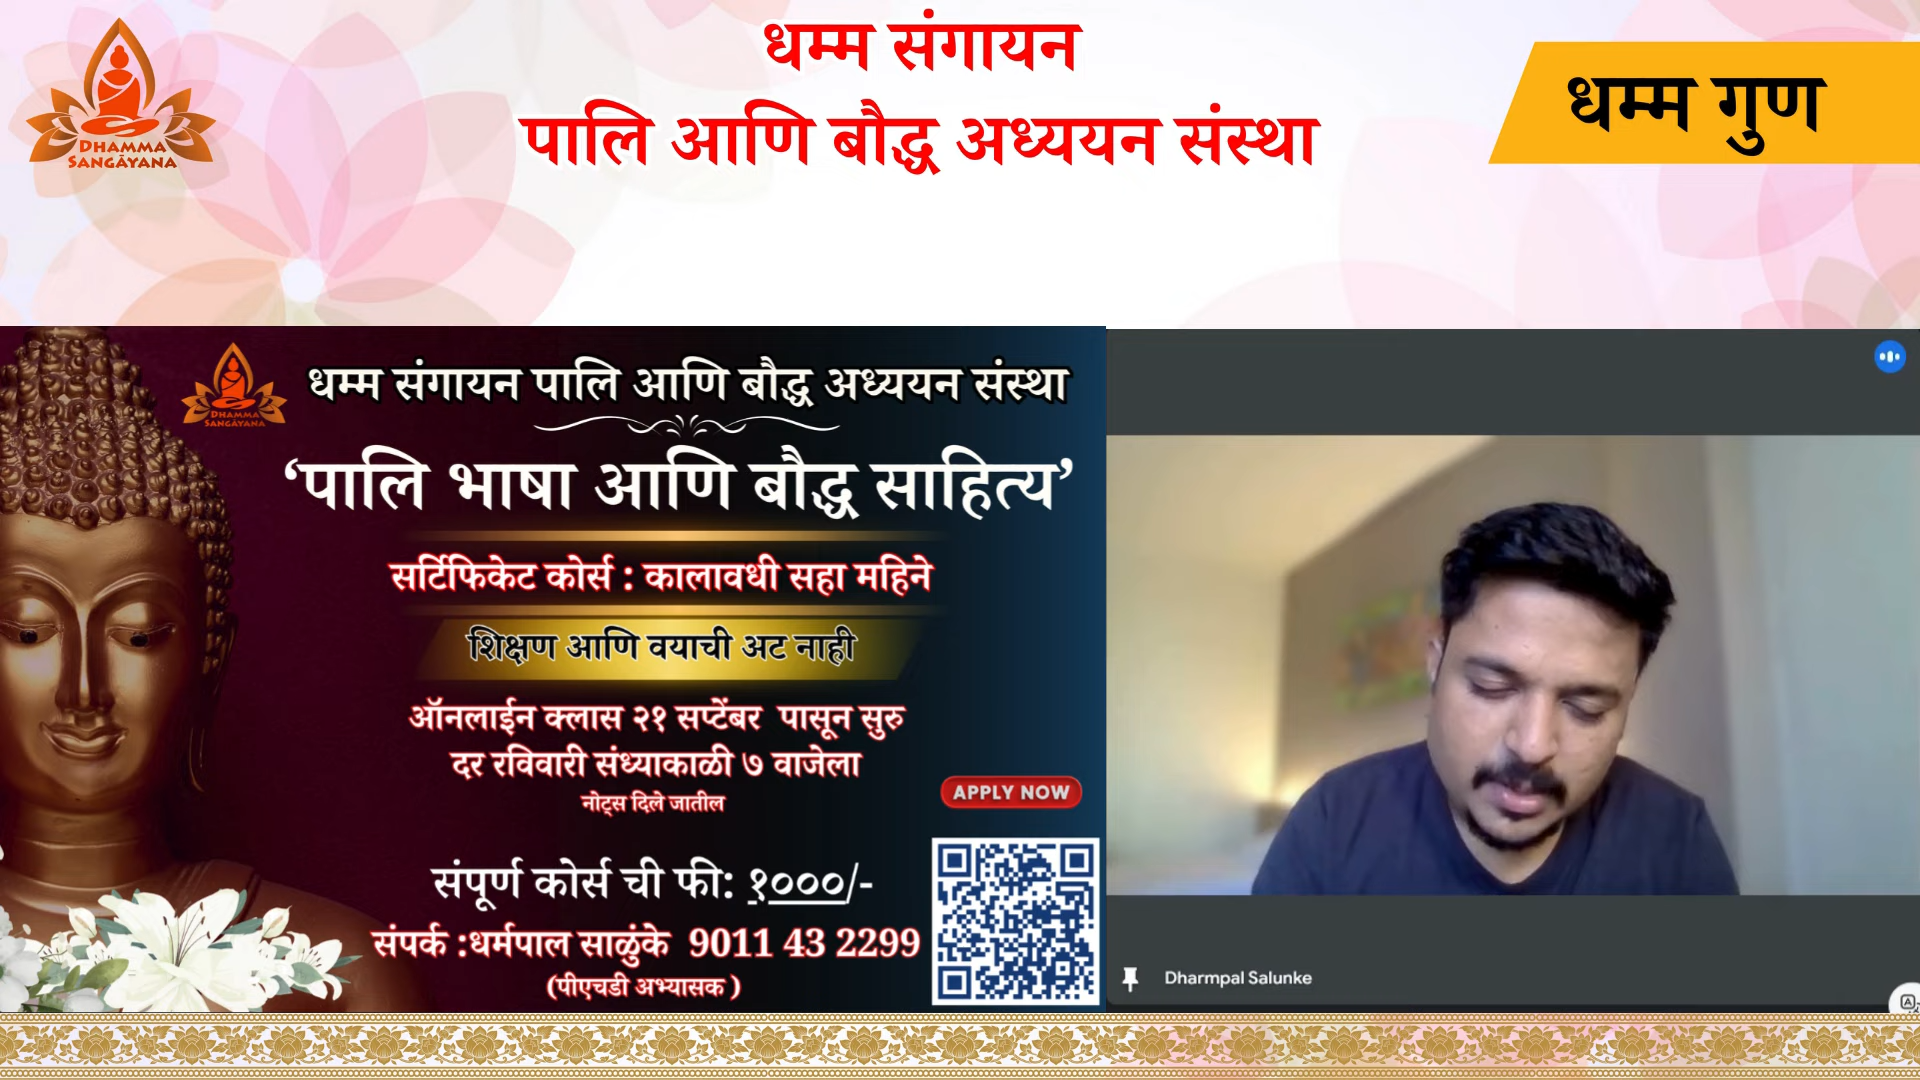 DHAMMA
SANGĀYANA
धम्म संगायन
पालि आणि बौद्ध अध्ययन संस्था
धम्म गुण
DHAMMA
SANGĀYANA
धम्म संगायन पालि आणि बौद्ध अध्ययन संस्था
‘पालि भाषा आणि बौद्ध साहित्य’
सर्टिफिकेट कोर्स : कालावधी सहा महिने
शिक्षण आणि वयाची अट नाही
ऑनलाईन क्लास २१ सप्टेंबर पासून सुरु
दर रविवारी संध्याकाळी ७ वाजेला
नोट्स दिले जातील
APPLY NOW
संपूर्ण कोर्स ची फी: १०००/-
संपर्क :धर्मपाल साळुंके 9011 43 2299
(पीएचडी अभ्यासक )
Dharmpal Salunke